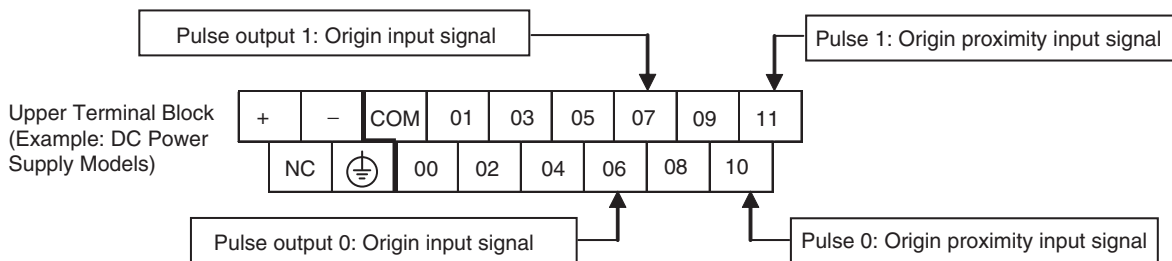 Pulse output 1: Origin input signal
Pulse 1: Origin proximity input signal
Upper Terminal Block
(Example: DC Power
Supply Models)
+ − COM 01 03 05 07 09 11
NC 00 02 04 06 08 10
Pulse output 0: Origin input signal
Pulse 0: Origin proximity input signal